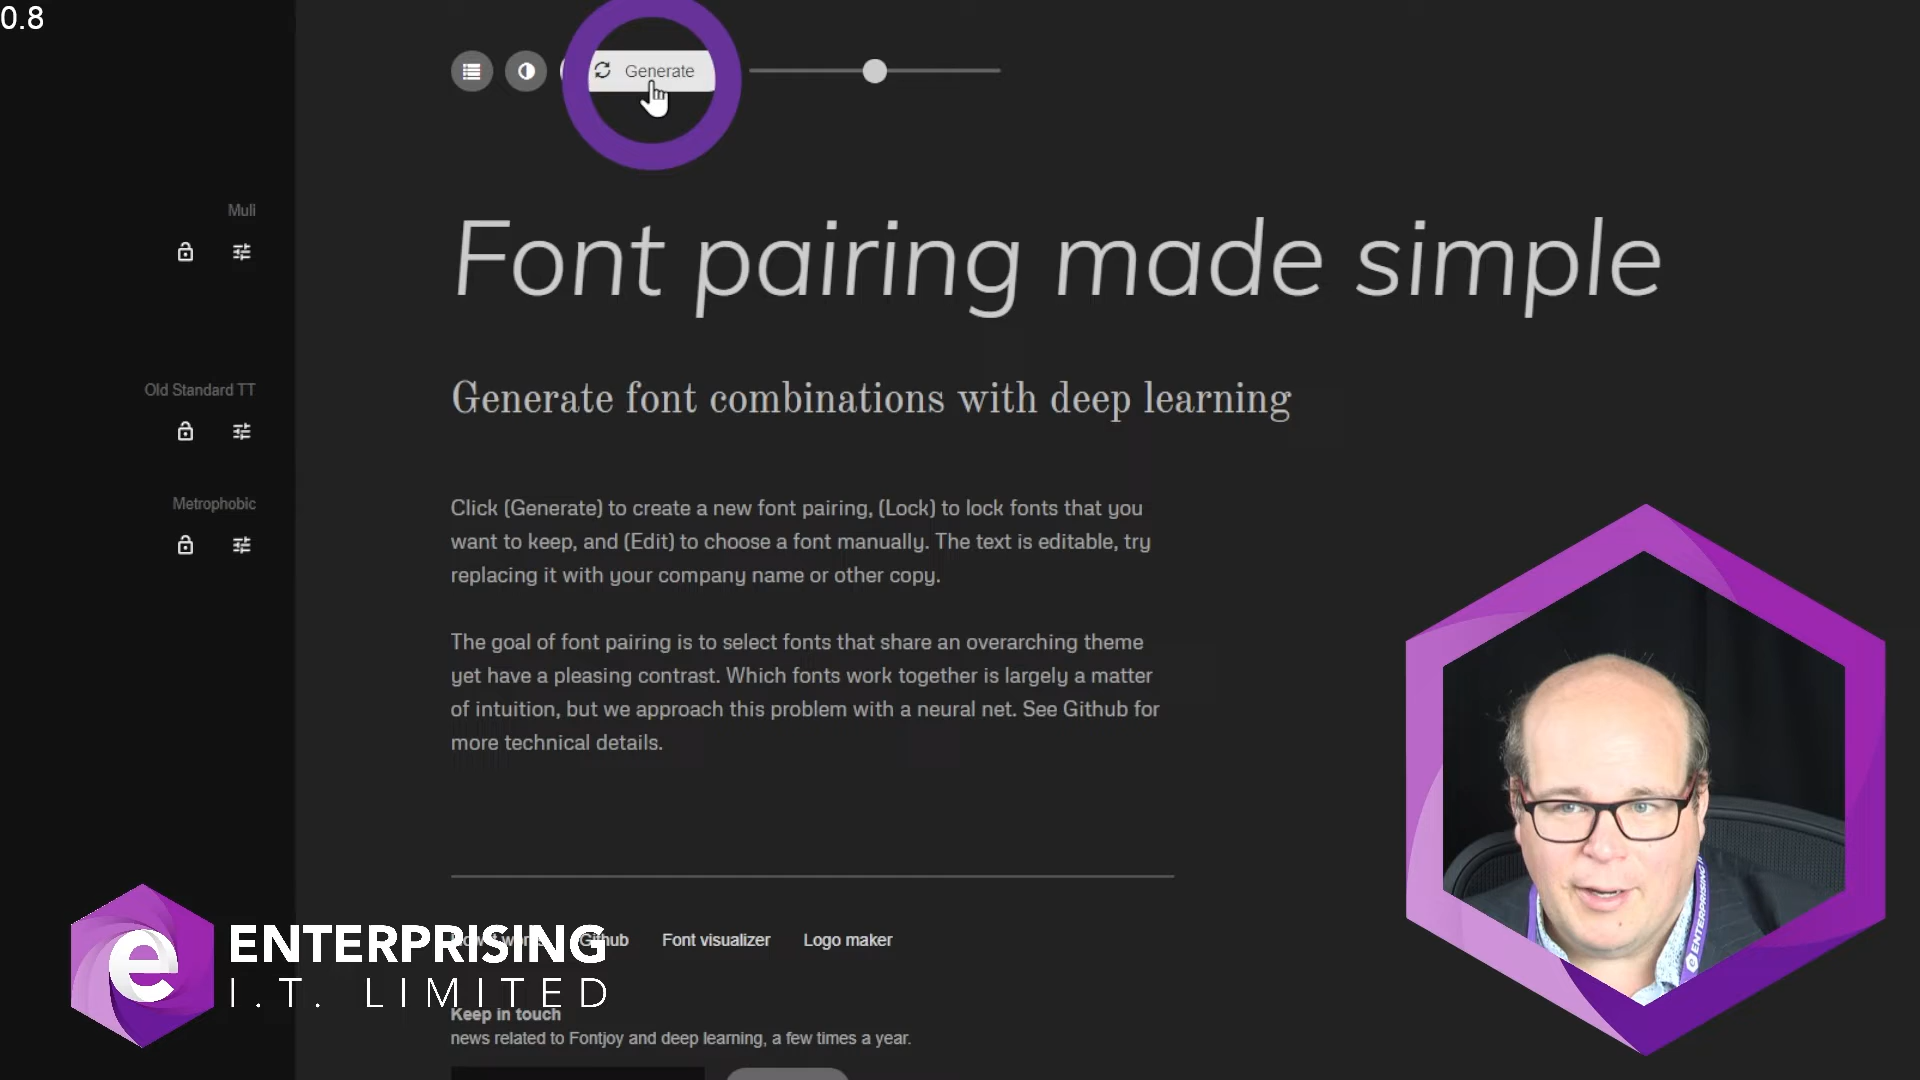 0.8
Generate
Muli
Font pairing made simple
Old Standard TT
Generate font combinations with deep learning
Metrophobic
Click (Generate) to create a new font pairing, (Lock) to lock fonts that you
want to keep, and (Edit) to choose a font manually. The text is editable, try
replacing it with your company name or other copy.
The goal of font pairing is to select fonts that share an overarching theme
yet have a pleasing contrast. Which fonts work together is largely a matter
of intuition, but we approach this problem with a neural net. See Github for
more technical details.
Github Font visualizer Logo maker
e ENTERPRISING
I.T. LIMITED
Keep in touch
news related to Fontjoy and deep learning, a few times a year.
e ENTERPRISING